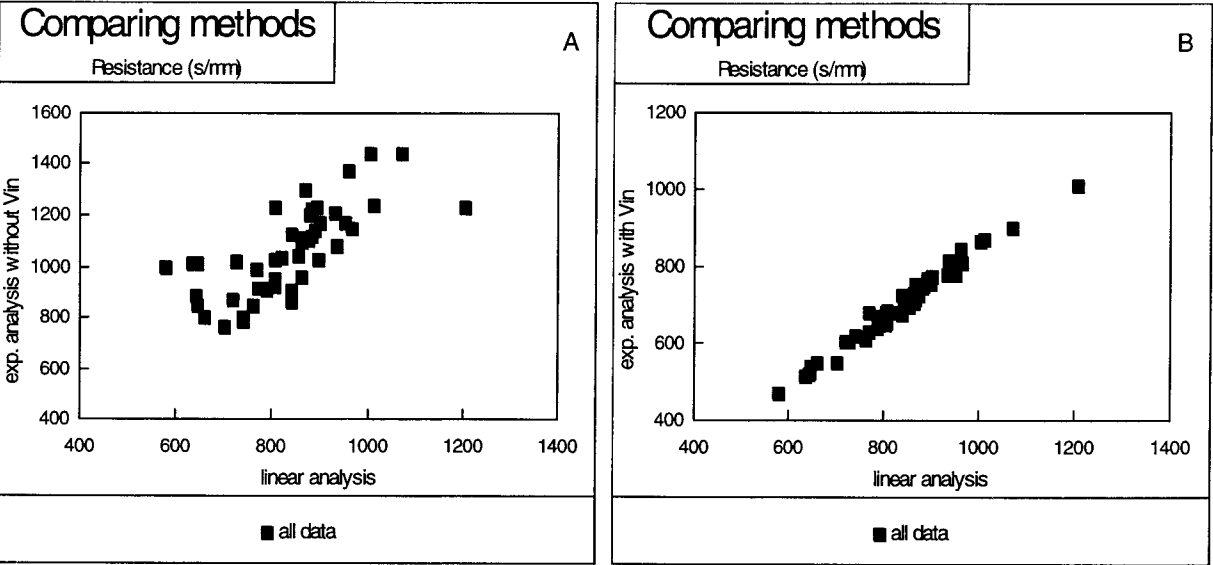 Comparing methods
Resistance (s/mm)
A
exp. analysis without Vin
1600
1400
1200
1000
800
600
400
400 600 800 1000 1200 1400
linear analysis
all data
Comparing methods
Resistance (s/mm)
B
exp. analysis with Vin
1200
1000
800
600
400
400 600 800 1000 1200 1400
linear analysis
all data